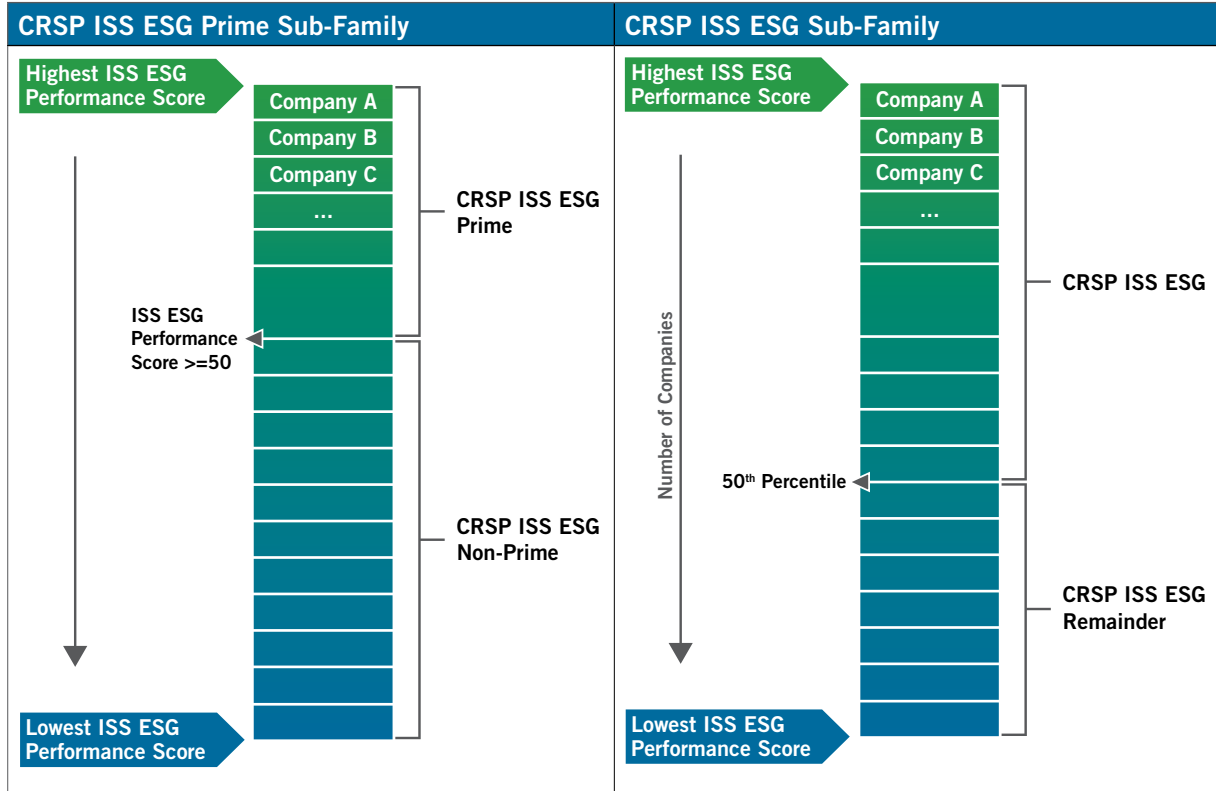 CRSP ISS ESG Prime Sub-Family
Highest ISS ESG
Performance Score
Company A
Company B
Company C
...
CRSP ISS ESG
Prime
ISS ESG
Performance
Score >=50
CRSP ISS ESG
Non-Prime
Lowest ISS ESG
Performance Score
CRSP ISS ESG Sub-Family
Highest ISS ESG
Performance Score
Company A
Company B
Company C
...
CRSP ISS ESG
Number of Companies
50th Percentile
CRSP ISS ESG
Remainder
Lowest ISS ESG
Performance Score